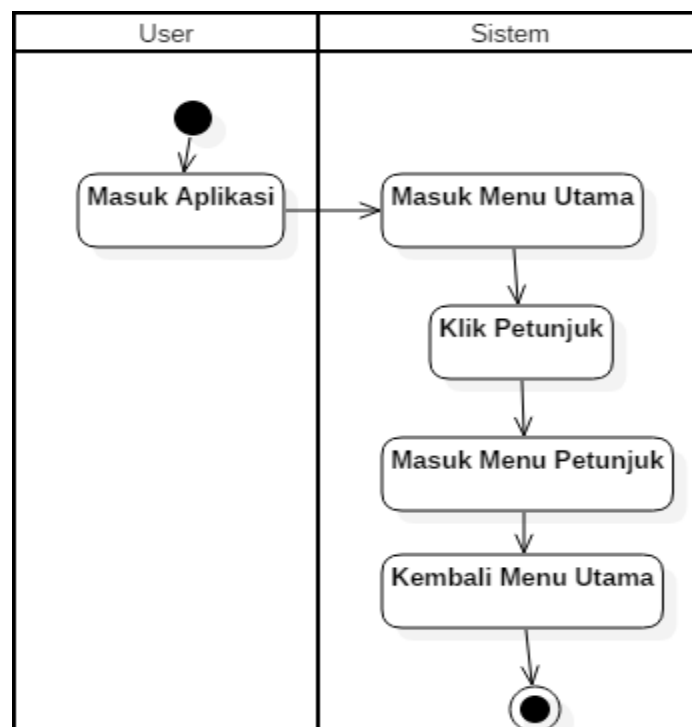 User
Sistem
Masuk Aplikasi
Masuk Menu Utama
Klik Petunjuk
Masuk Menu Petunjuk
Kembali Menu Utama